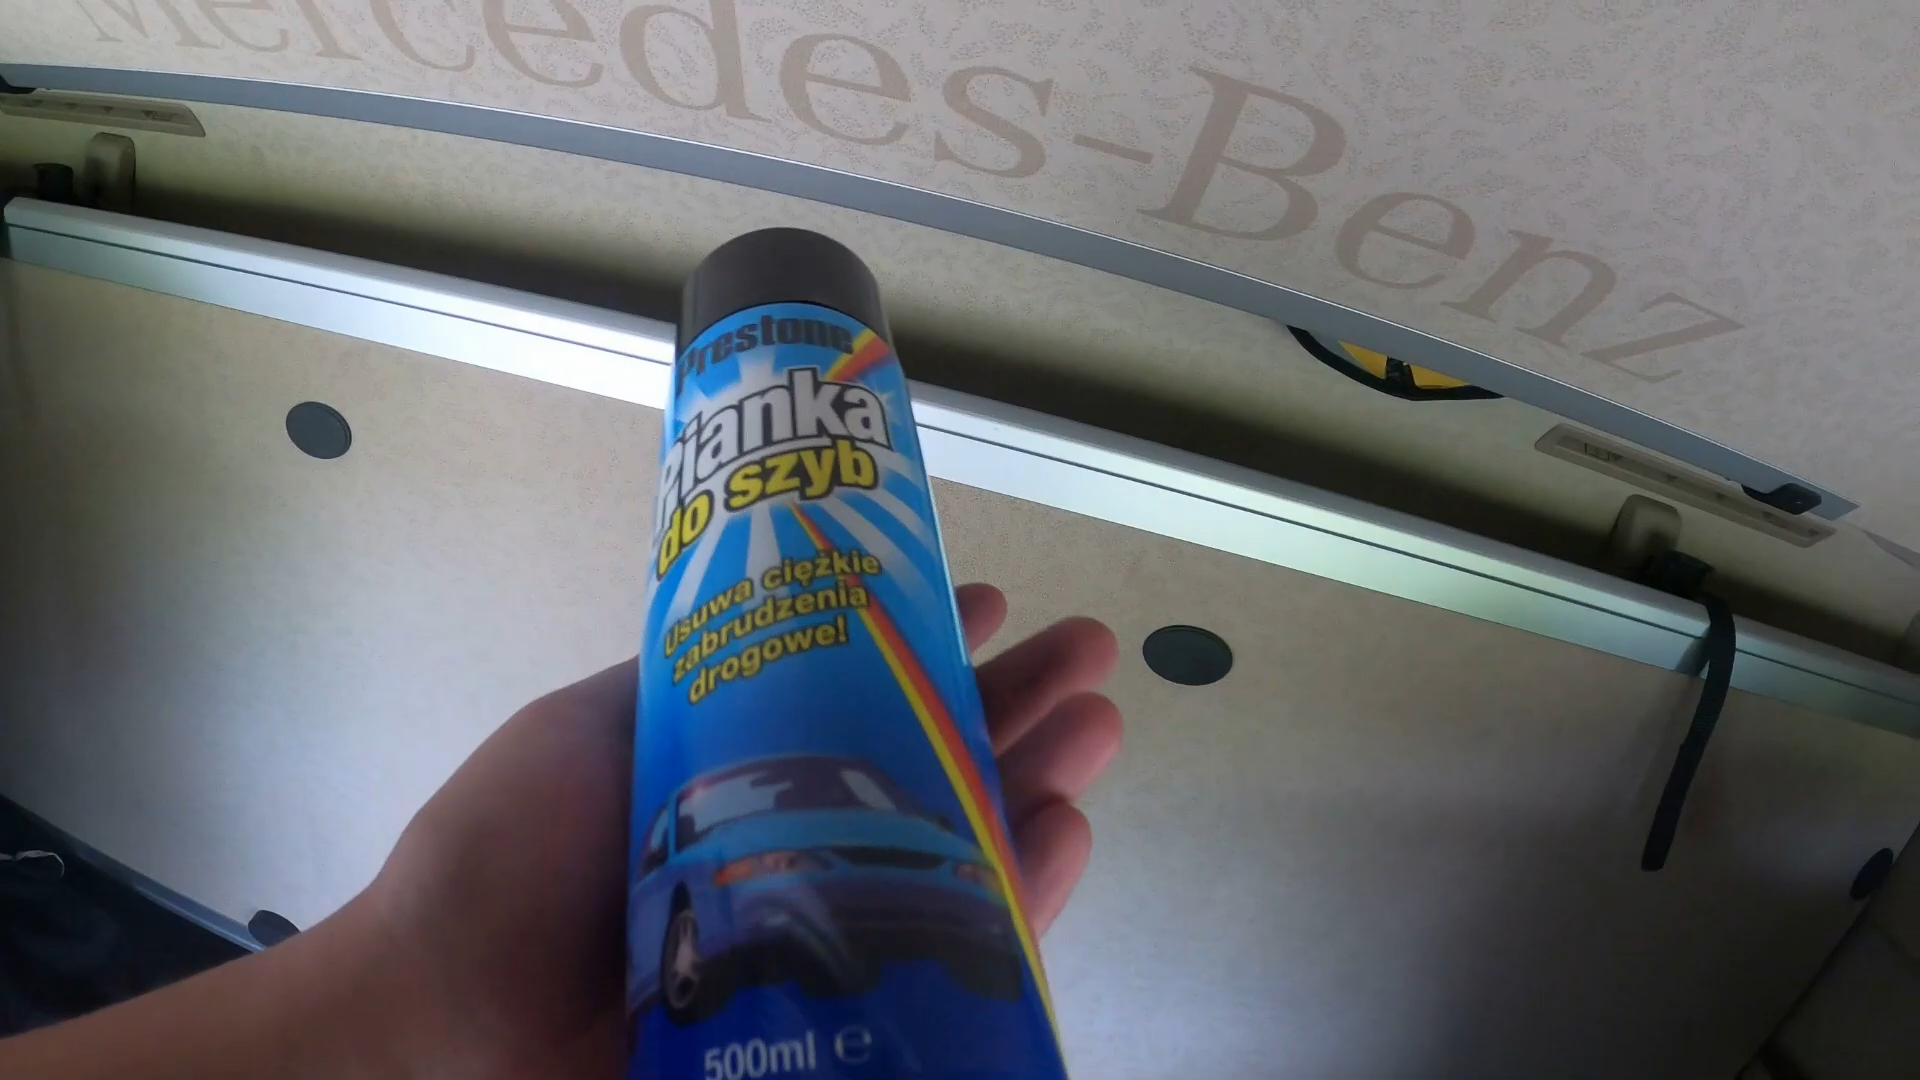 Mercedes-Benz
Prestone
Pianka
do szyb
Usuwa ciężkie
zabrudzenia
drogowe!
500ml e